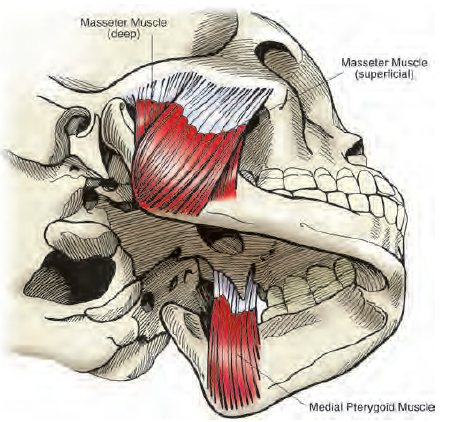 Masseter Muscle
(deep)
Masseter Muscle
(superficial)
Medial Pterygoid Muscle